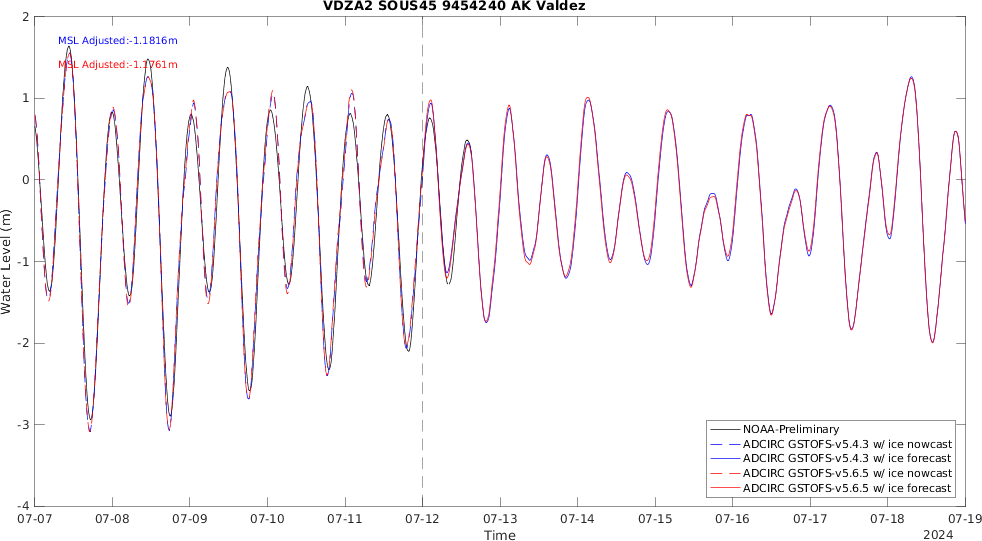 VDZA2 SOUS45 9454240 AK Valdez
MSL Adjusted:-1.1816m
MSL Adjusted:-1.1761m
2
1
0
-1
-2
-3
-4
Water Level (m)
NOAA-Preliminary
ADCIRC GSTOFS-v5.4.3 w/ ice nowcast
ADCIRC GSTOFS-v5.4.3 w/ ice forecast
ADCIRC GSTOFS-v5.6.5 w/ ice nowcast
ADCIRC GSTOFS-v5.6.5 w/ ice forecast
07-07 07-08 07-09 07-10 07-11 07-12 07-13 07-14 07-15 07-16 07-17 07-18 07-19
Time
2024